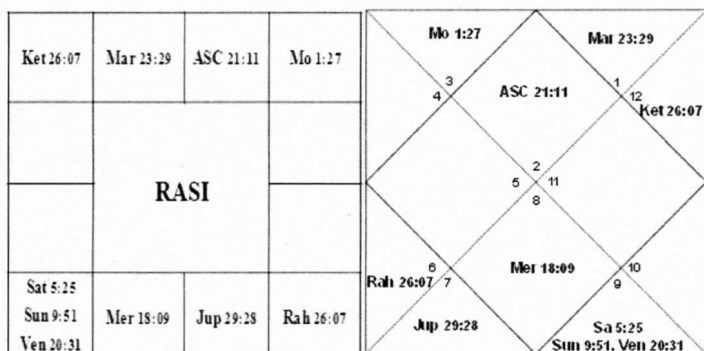 Ket 26:07
Mar 23:29
ASC 21:11
Mo 1:27
RASI
Sat 5:25
Sun 9:51
Ven 20:31
Mer 18:09
Jup 29:28
Rah 26:07
Mo 1:27
Mar 23:29
3
1
4
ASC 21:11
12
Ket 26:07
2
5
11
8
6
10
Rah 26:07
Mer 18:09
7
9
Jup 29:28
Sa 5:25
Sun 9:51, Ven 20:31